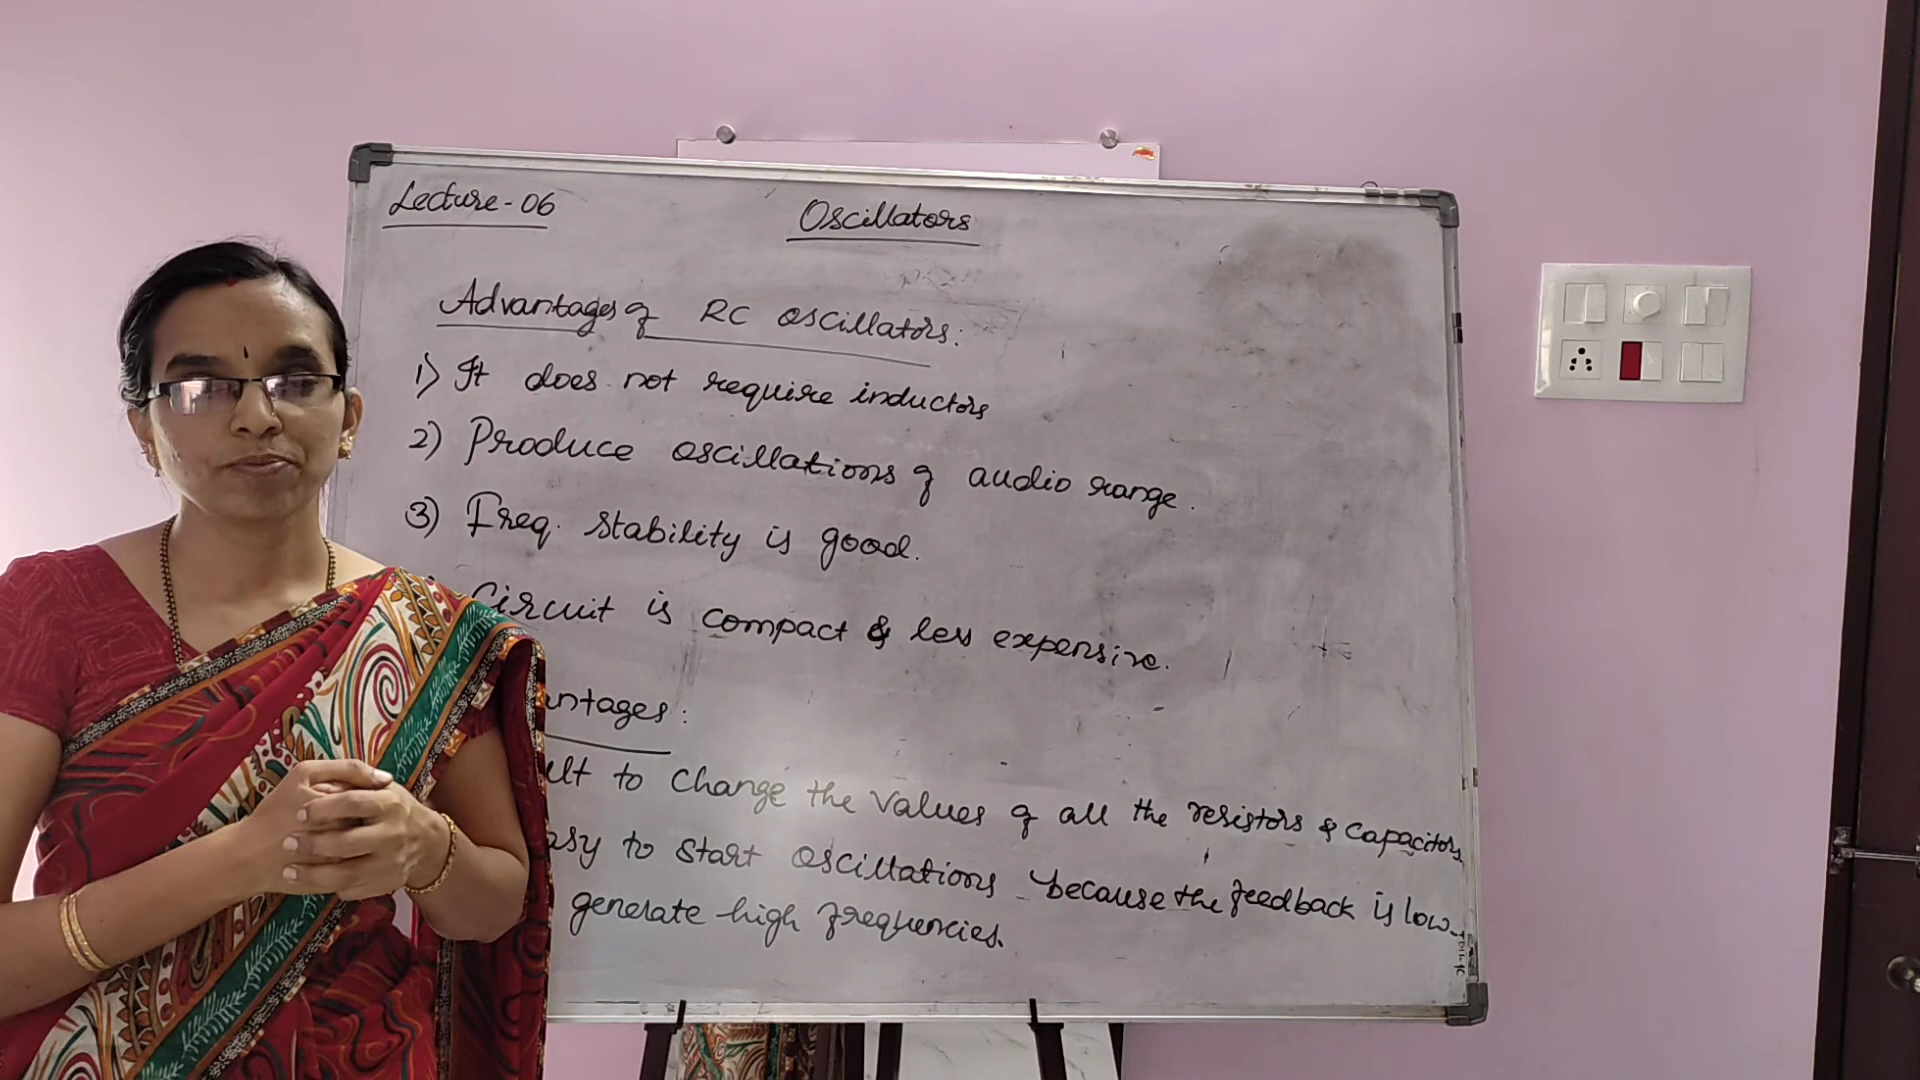 Lecture-06
Oscillators
Advantages of RC oscillators:
1) It does not require inductors
2) Produce oscillations of audio range.
3) Freq. stability is good.
Circuit is compact & less expensive.
antages:
ult to change the values of all the resistors & capacitors.
asy to start oscillations because the feedback is low.
generate high frequencies.